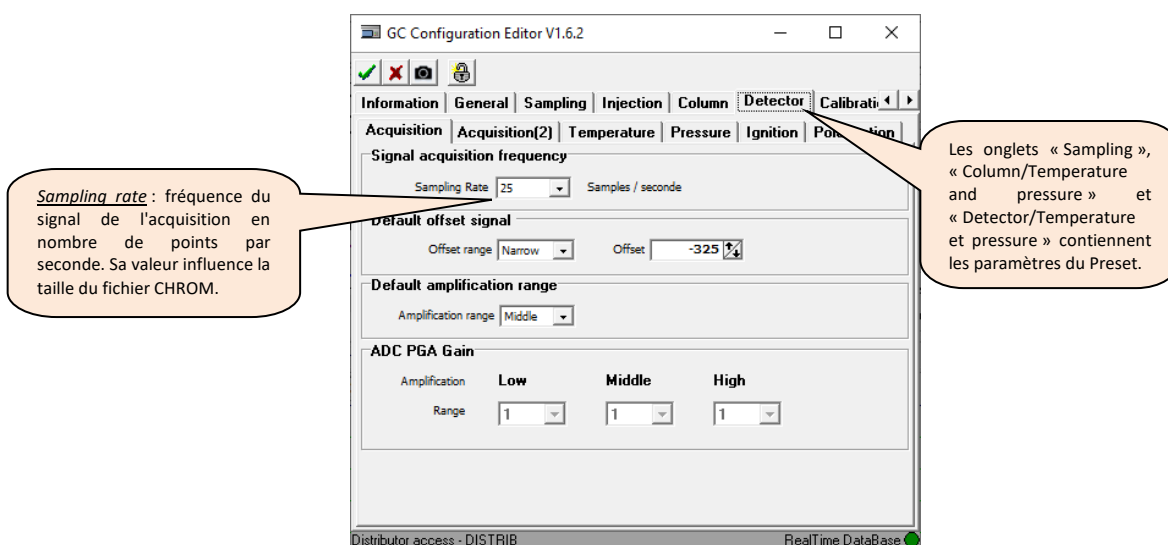 GC Configuration Editor V1.6.2
Information General Sampling Injection Column Detector
Acquisition Acquisition(2) Temperature Pressure Ignition
Signal acquisition frequency
Sampling Rate 25 Samples / seconde
Default offset signal
Offset range Narrow Offset -325
Default amplification range
Amplification range Middle
ADC PGA Gain
Amplification Low Middle High
Range 1 1 1
Distributor access - DISTRIB RealTime DataBase
Sampling rate : fréquence du
signal de l'acquisition en
nombre de points par
seconde. Sa valeur influence la
taille du fichier CHROM.
Les onglets « Sampling »,
« Column/Temperature
and pressure » et
« Detector/Temperature
et pressure » contiennent
les paramètres du Preset.